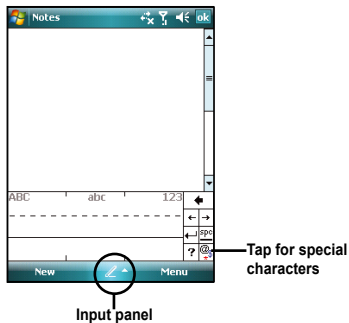 Notes
ok
ABC abc 123
spc
?
@
New Menu
Tap for special
characters
Input panel